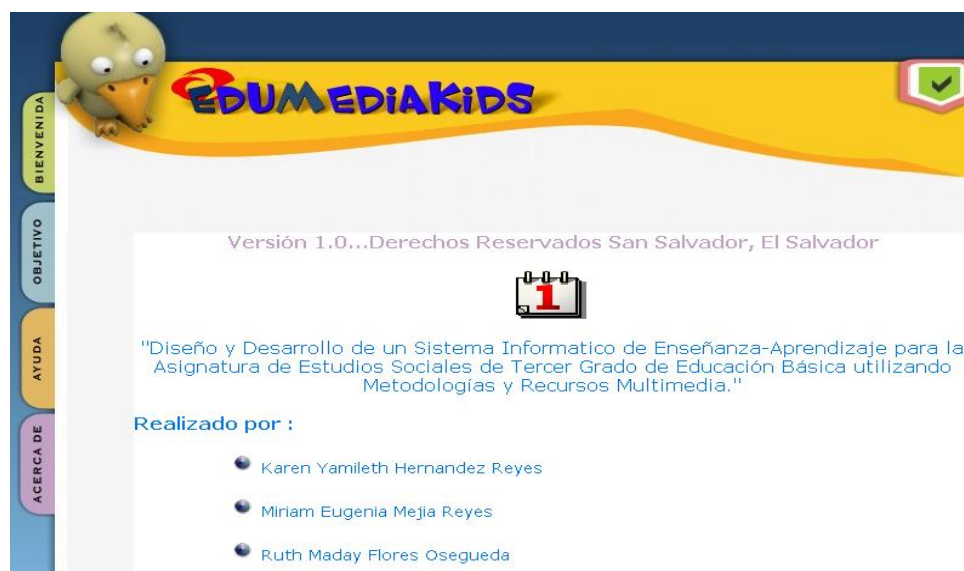 EDUMEDIAKIDS
BIENVENIDA
OBJETIVO
AYUDA
ACERCA DE
Versión 1.0...Derechos Reservados San Salvador, El Salvador
1
"Diseño y Desarrollo de un Sistema Informatico de Enseñanza-Aprendizaje para la
Asignatura de Estudios Sociales de Tercer Grado de Educación Básica utilizando
Metodologías y Recursos Multimedia."
Realizado por :
Karen Yamileth Hernandez Reyes
Miriam Eugenia Mejia Reyes
Ruth Maday Flores Osegueda